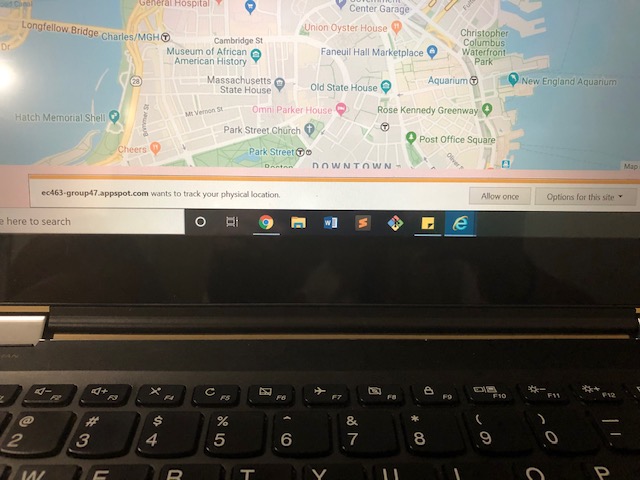 General Hospital
Government
Center Garage
Longfellow Bridge
Charles/MGH
Union Oyster House
Christopher
Columbus
Waterfront
Park
Cambridge St
Museum of African
American History
Faneuil Hall Marketplace
28
Massachusetts
State House
Old State House
Aquarium
New England Aquarium
Hatch Memorial Shell
Mt Vernon St
Omni Parker House
Rose Kennedy Greenway
Park Street Church
Post Office Square
Cheers
Park Street
DOWNTOWN
Map
ec463-group47.appspot.com wants to track your physical location.
Allow once
Options for this site
e here to search
F2
F3
F4
F5
F6
F7
F8
F9
F10
F11
F12
@ # $ % ^ & * ( )
2 3 4 5 6 7 8 9 0
W E R T Y U I O P